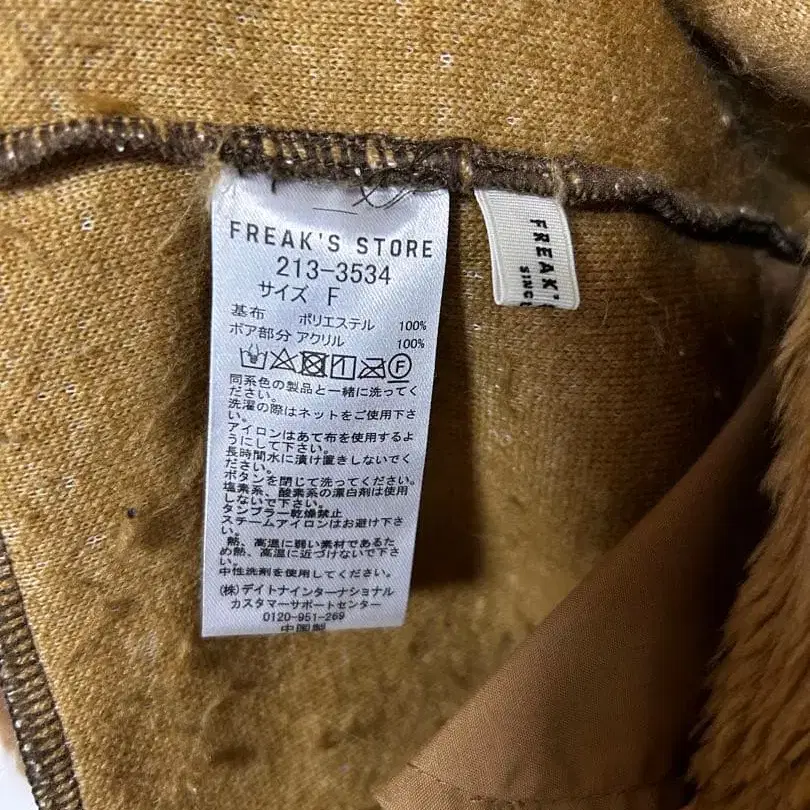 FREAK'S STORE
213-3534
サイズ F
基布 ポリエステル 100%
ボア部分 アクリル 100%
同系色の製品と一緒に洗ってく
ださい。
洗濯の際はネットをご使用下さ
い。
アイロンはあて布を使用するよ
うにして下さい。
長時間水に漬け置きしないでく
ださい。
ボタンを閉じて洗ってください。
塩素系、酸素系の漂白剤は使用
しないで下さい。
タンブラー乾燥禁止
スチームアイロンはお避け下さ
い。
熱、高温に弱い素材であるた
め熱、高温に近づけないで下さ
い。
中性洗剤を使用してください。
(株)デイトナインターナショナル
カスタマーサポートセンター
0120-951-269
中国製
FREAK'
SINC